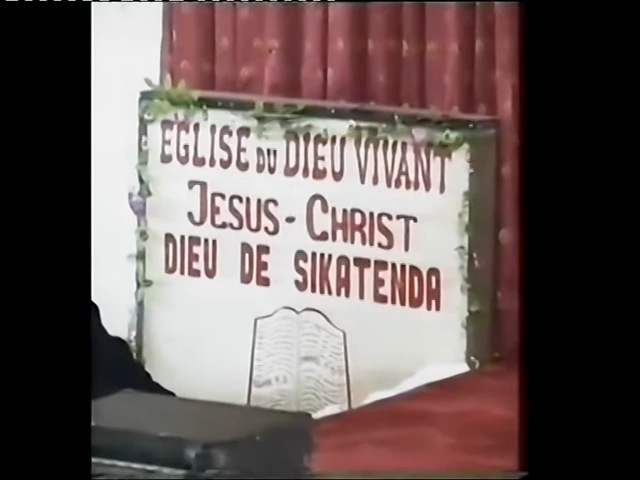 EGLISE DU DIEU VIVANT
JESUS-CHRIST
DIEU DE SIKATENDA